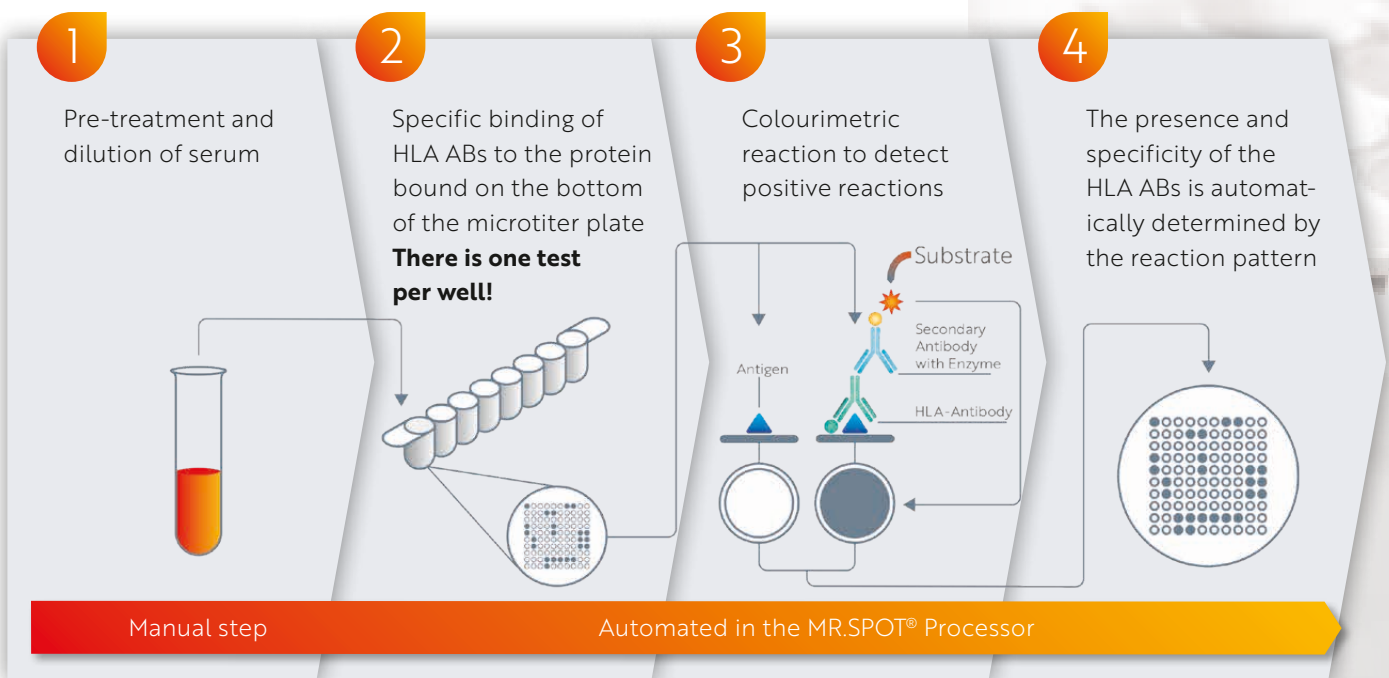 1
Pre-treatment and
dilution of serum
2
Specific binding of
HLA ABs to the protein
bound on the bottom
of the microtiter plate
There is one test
per well!
3
Colourimetric
reaction to detect
positive reactions
Substrate
Secondary
Antibody
with Enzyme
Antigen
HLA-Antibody
4
The presence and
specificity of the
HLA ABs is automat-
ically determined by
the reaction pattern
Manual step
Automated in the MR.SPOT® Processor